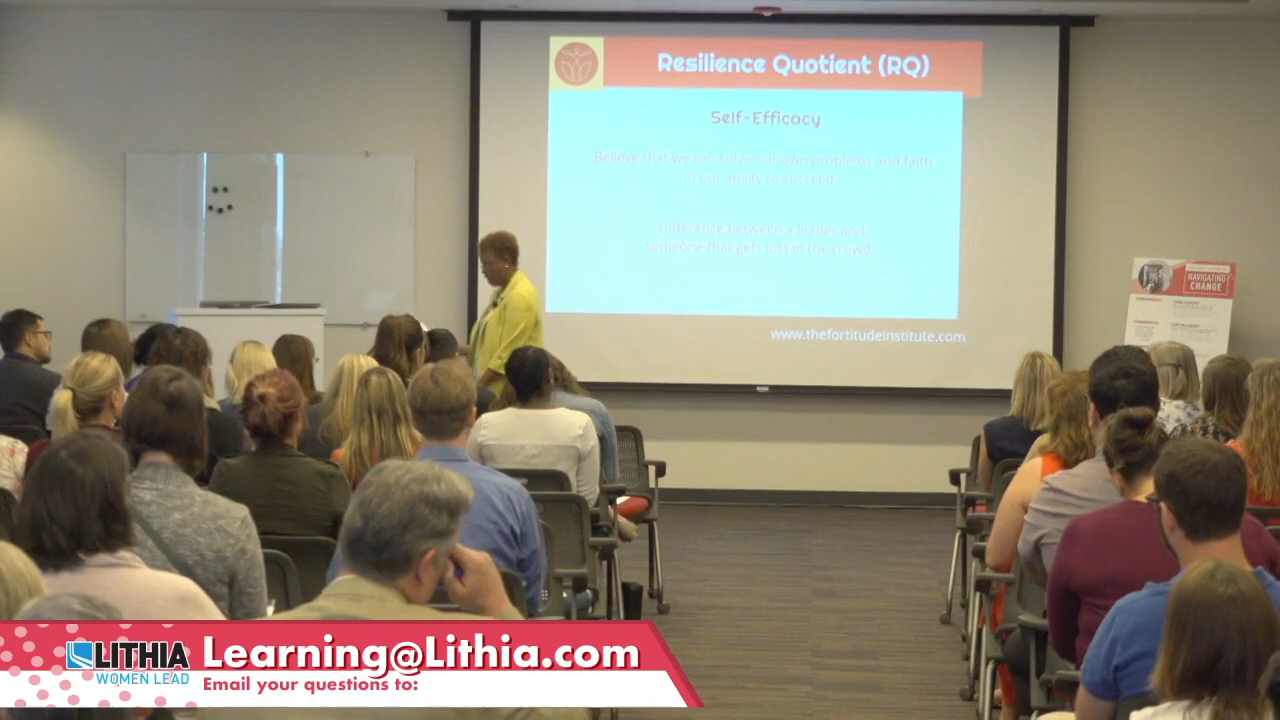 Resilience Quotient (RQ)
Self-Efficacy
Believe that we can solve our own problems and faith
in our ability to succeed.
Difference between a leader and
someone that gets lost in the crowd.
www.thefortitudeinstitute.com
NAVIGATING
CHANGE
LITHIA
WOMEN LEAD
Learning@Lithia.com
Email your questions to: